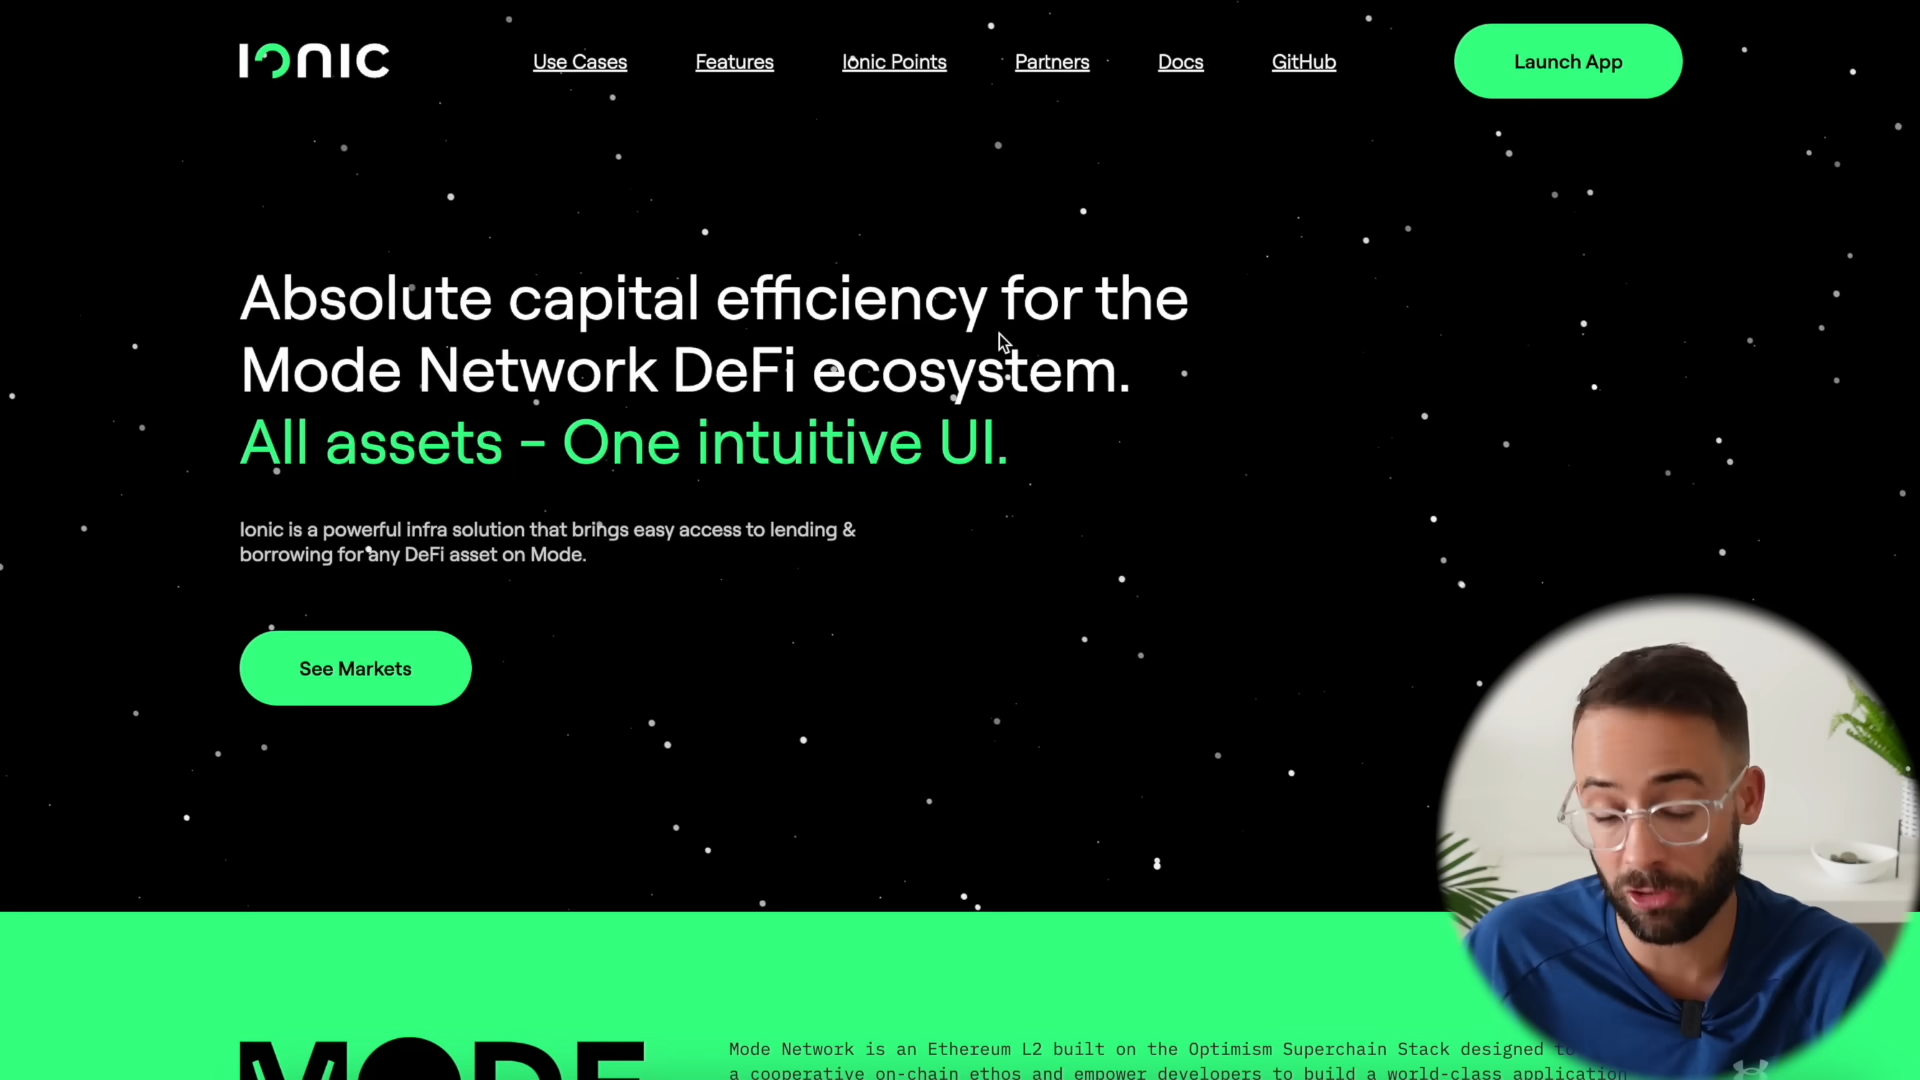 IONIC
Use Cases
Features
Ionic Points
Partners
Docs
GitHub
Launch App
Absolute capital efficiency for the
Mode Network DeFi ecosystem.
All assets – One intuitive UI.
Ionic is a powerful infra solution that brings easy access to lending &
borrowing for any DeFi asset on Mode.
See Markets
MODE
Mode Network is an Ethereum L2 built on the Optimism Superchain Stack designed to
a cooperative on-chain ethos and empower developers to build a world-class application